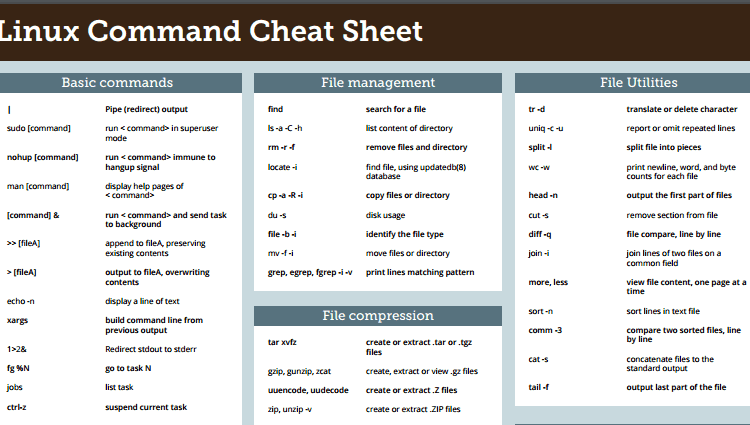 Linux Command Cheat Sheet
Basic commands
| Pipe (redirect) output
sudo [command] run < command> in superuser
mode
nohup [command] run < command> immune to
hangup signal
man [command] display help pages of
< command>
[command] & run < command> and send task
to background
>> [fileA] append to fileA, preserving
existing contents
> [fileA] output to fileA, overwriting
contents
echo -n display a line of text
xargs build command line from
previous output
1>2& Redirect stdout to stderr
fg %N go to task N
jobs list task
ctrl-z suspend current task
File management
find search for a file
ls -a -C -h list content of directory
rm -r -f remove files and directory
locate -i find file, using updatedb(8)
database
cp -a -R -i copy files or directory
du -s disk usage
file -b -i identify the file type
mv -f -i move files or directory
grep, egrep, fgrep -i -v print lines matching pattern
File compression
tar xvfz create or extract .tar or .tgz
files
gzip, gunzip, zcat create, extract or view .gz files
uuencode, uudecode create or extract .Z files
zip, unzip -v create or extract .ZIP files
File Utilities
tr -d translate or delete character
uniq -c -u report or omit repeated lines
split -l split file into pieces
wc -w print newline, word, and byte
counts for each file
head -n output the first part of files
cut -s remove section from file
diff -q file compare, line by line
join -i join lines of two files on a
common field
more, less view file content, one page at a
time
sort -n sort lines in text file
comm -3 compare two sorted files, line
by line
cat -s concatenate files to the
standard output
tail -f output last part of the file